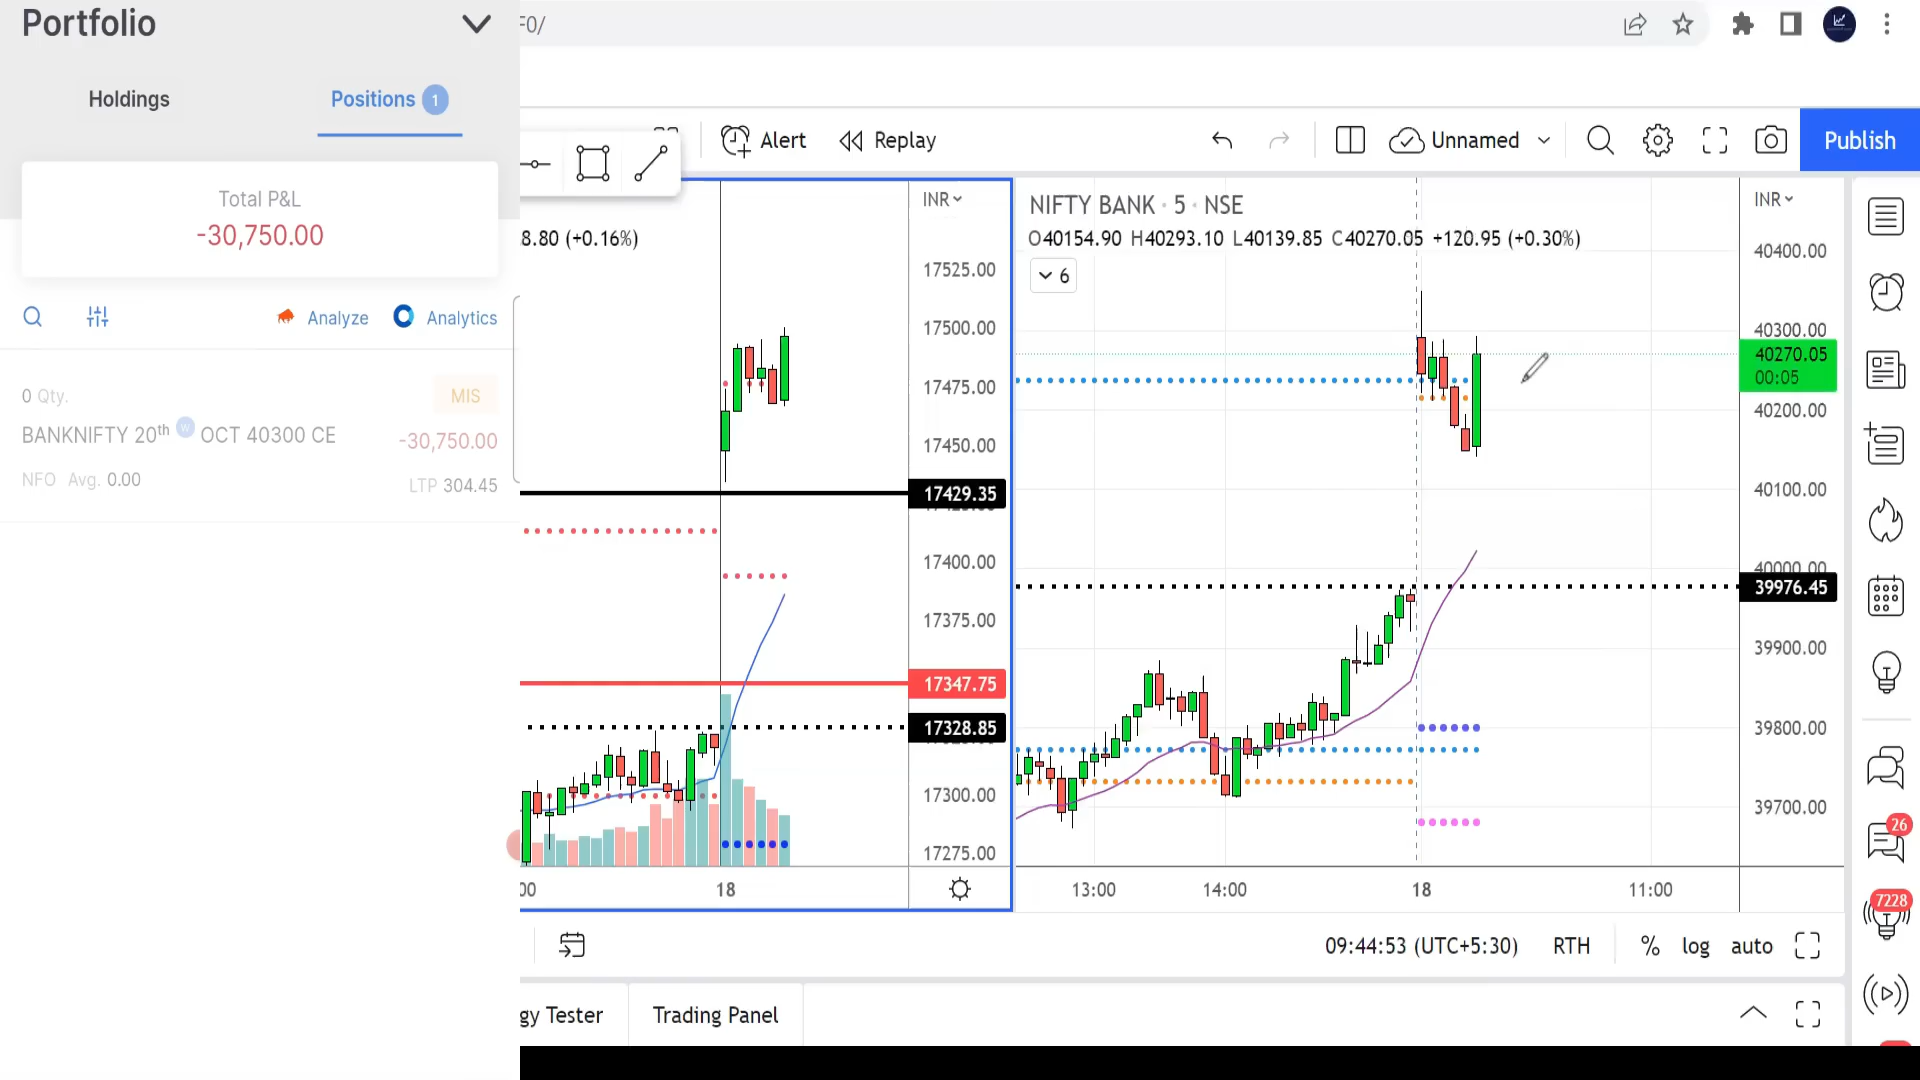 Portfolio
F0/
Holdings
Positions 1
Total P&L
-30,750.00
Analyze
Analytics
0 Qty.
MIS
BANKNIFTY 20th W OCT 40300 CE
-30,750.00
NFO Avg. 0.00
LTP 304.45
Alert
Replay
Unnamed
Publish
8.80 (+0.16%)
INR
17525.00
17500.00
17475.00
17450.00
17429.35
17400.00
17375.00
17347.75
17328.85
17300.00
17275.00
00
18
NIFTY BANK · 5 · NSE
O40154.90 H40293.10 L40139.85 C40270.05 +120.95 (+0.30%)
6
INR
40400.00
40300.00
40270.05
00:05
40200.00
40100.00
40000.00
39976.45
39900.00
39800.00
39700.00
13:00
14:00
18
11:00
09:44:53 (UTC+5:30)
RTH
%
log
auto
gy Tester
Trading Panel
26
7228